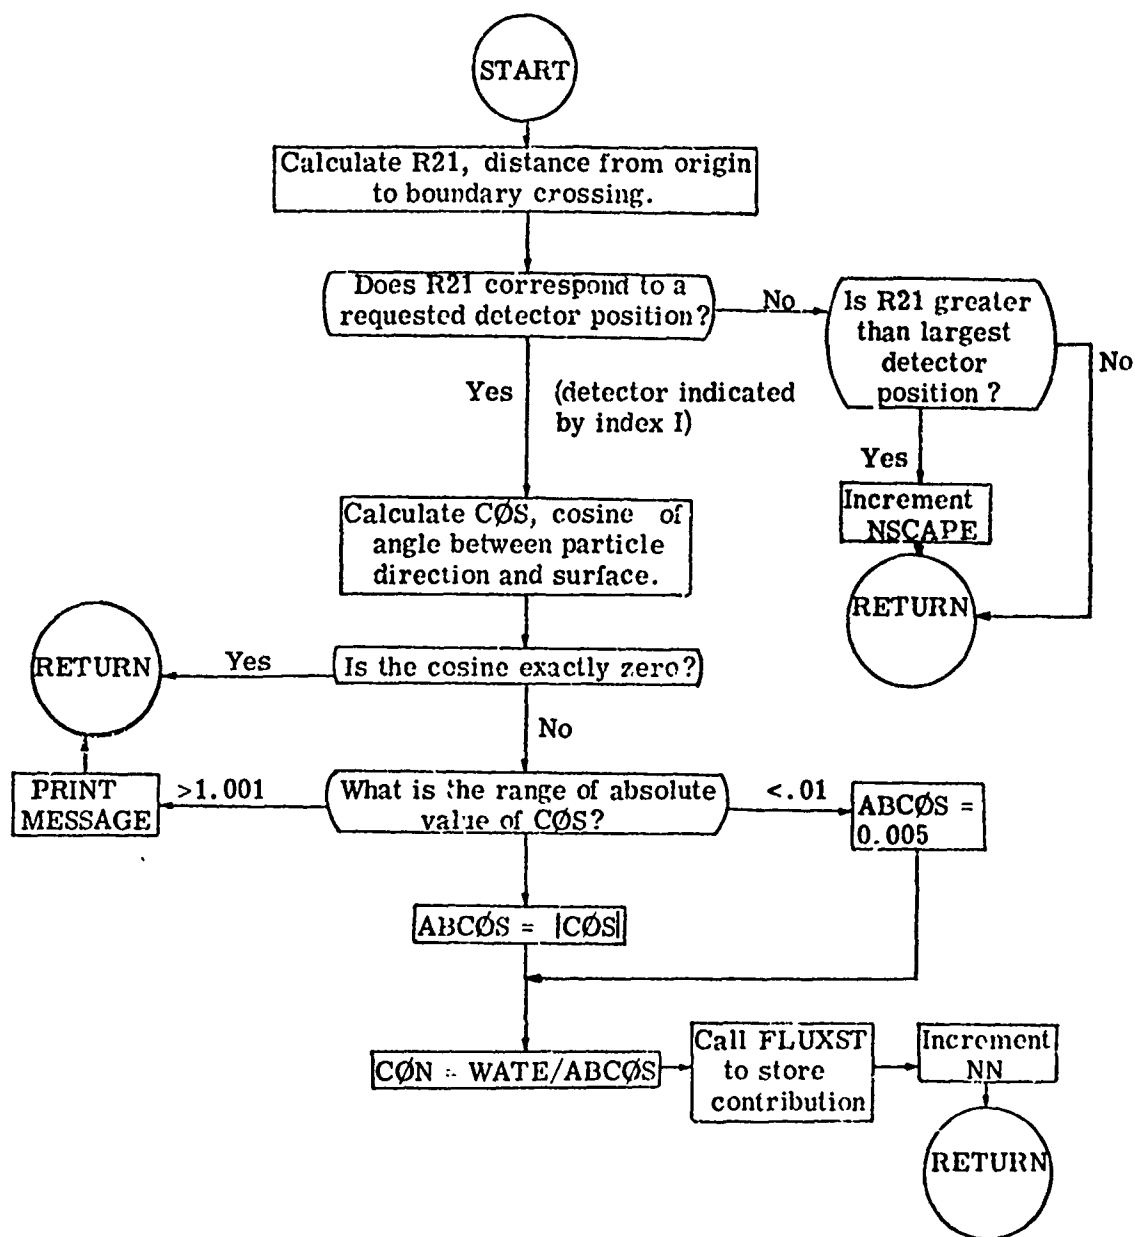 START
Calculate R21, distance from origin
to boundary crossing.
Does R21 correspond to a
requested detector position?
No
Is R21 greater
than largest
detector
position ?
No
Yes
(detector indicated
by index I)
Yes
Increment
NSCAPE
RETURN
Calculate CØS, cosine of
angle between particle
direction and surface.
RETURN
Yes
Is the cosine exactly zero?
No
PRINT
MESSAGE
>1.001
What is the range of absolute
value of CØS?
<.01
ABCØS =
0.005
ABCØS = |CØS|
CØN = WATE/ABCØS
Call FLUXST
to store
contribution
Increment
NN
RETURN